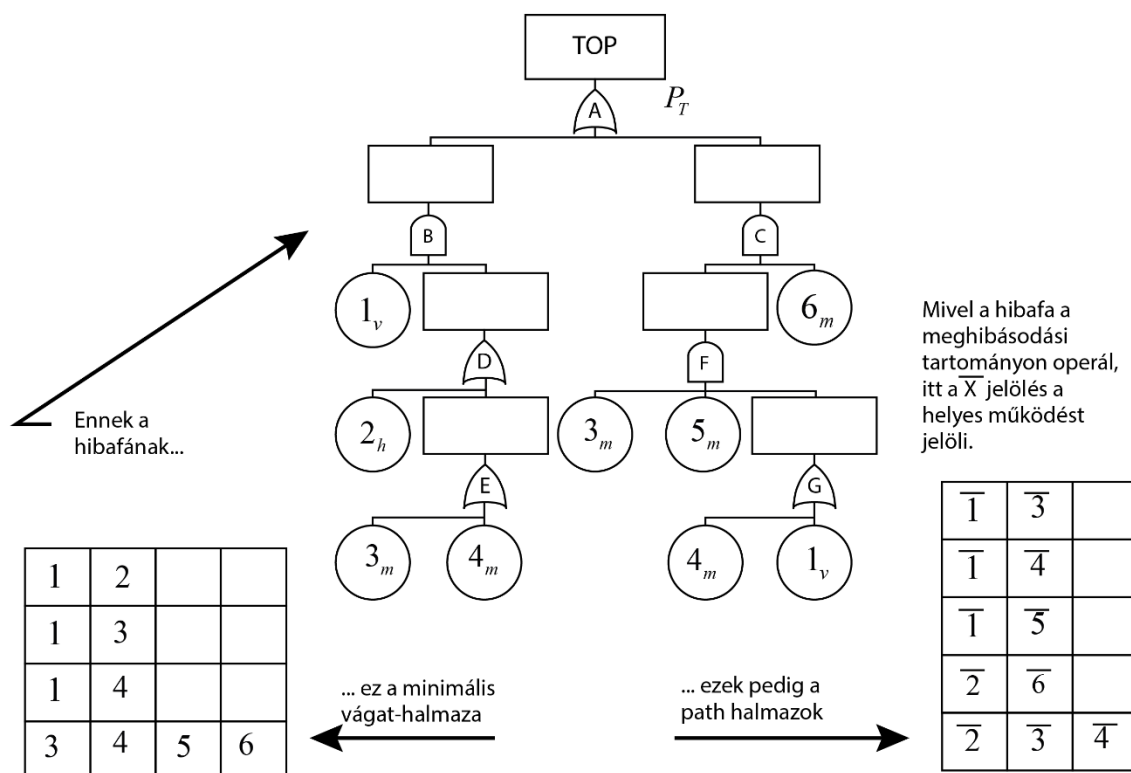 TOP
A
P_T
B
C
1_v
6_m
D
F
2_h
3_m
5_m
E
G
3_m
4_m
4_m
1_v
Ennek a
hibafának...
Mivel a hibafa a
meghibásodási
tartományon operál,
itt a X̅ jelölés a
helyes működést
jelöli.
1 2
1 3
1 4
3 4 5 6
... ez a minimális
vágat-halmaza
... ezek pedig a
path halmazok
1̅ 3̅
1̅ 4̅
1̅ 5̅
2̅ 6̅
2̅ 3̅ 4̅